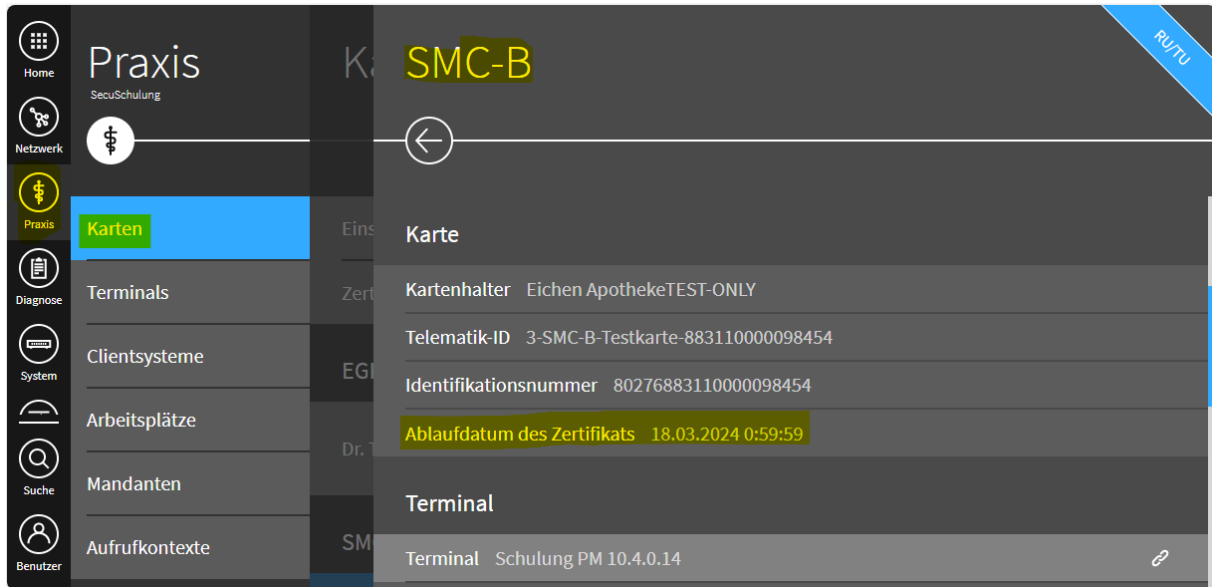 Home
Netzwerk
Praxis
Diagnose
System
Suche
Benutzer
Praxis
SecuSchulung
Karten
Terminals
Clientsysteme
Arbeitsplätze
Mandanten
Aufrufkontexte
SMC-B
RU/TU
Karte
Kartenhalter Eichen ApothekeTEST-ONLY
Telematik-ID 3-SMC-B-Testkarte-883110000098454
Identifikationsnummer 80276883110000098454
Ablaufdatum des Zertifikats 18.03.2024 0:59:59
Terminal
Terminal Schulung PM 10.4.0.14